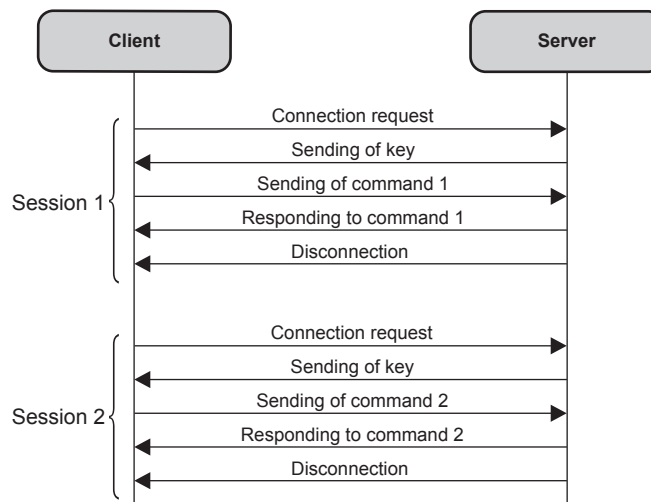 Client
Server
Connection request
Sending of key
Session 1
Sending of command 1
Responding to command 1
Disconnection
Connection request
Sending of key
Session 2
Sending of command 2
Responding to command 2
Disconnection